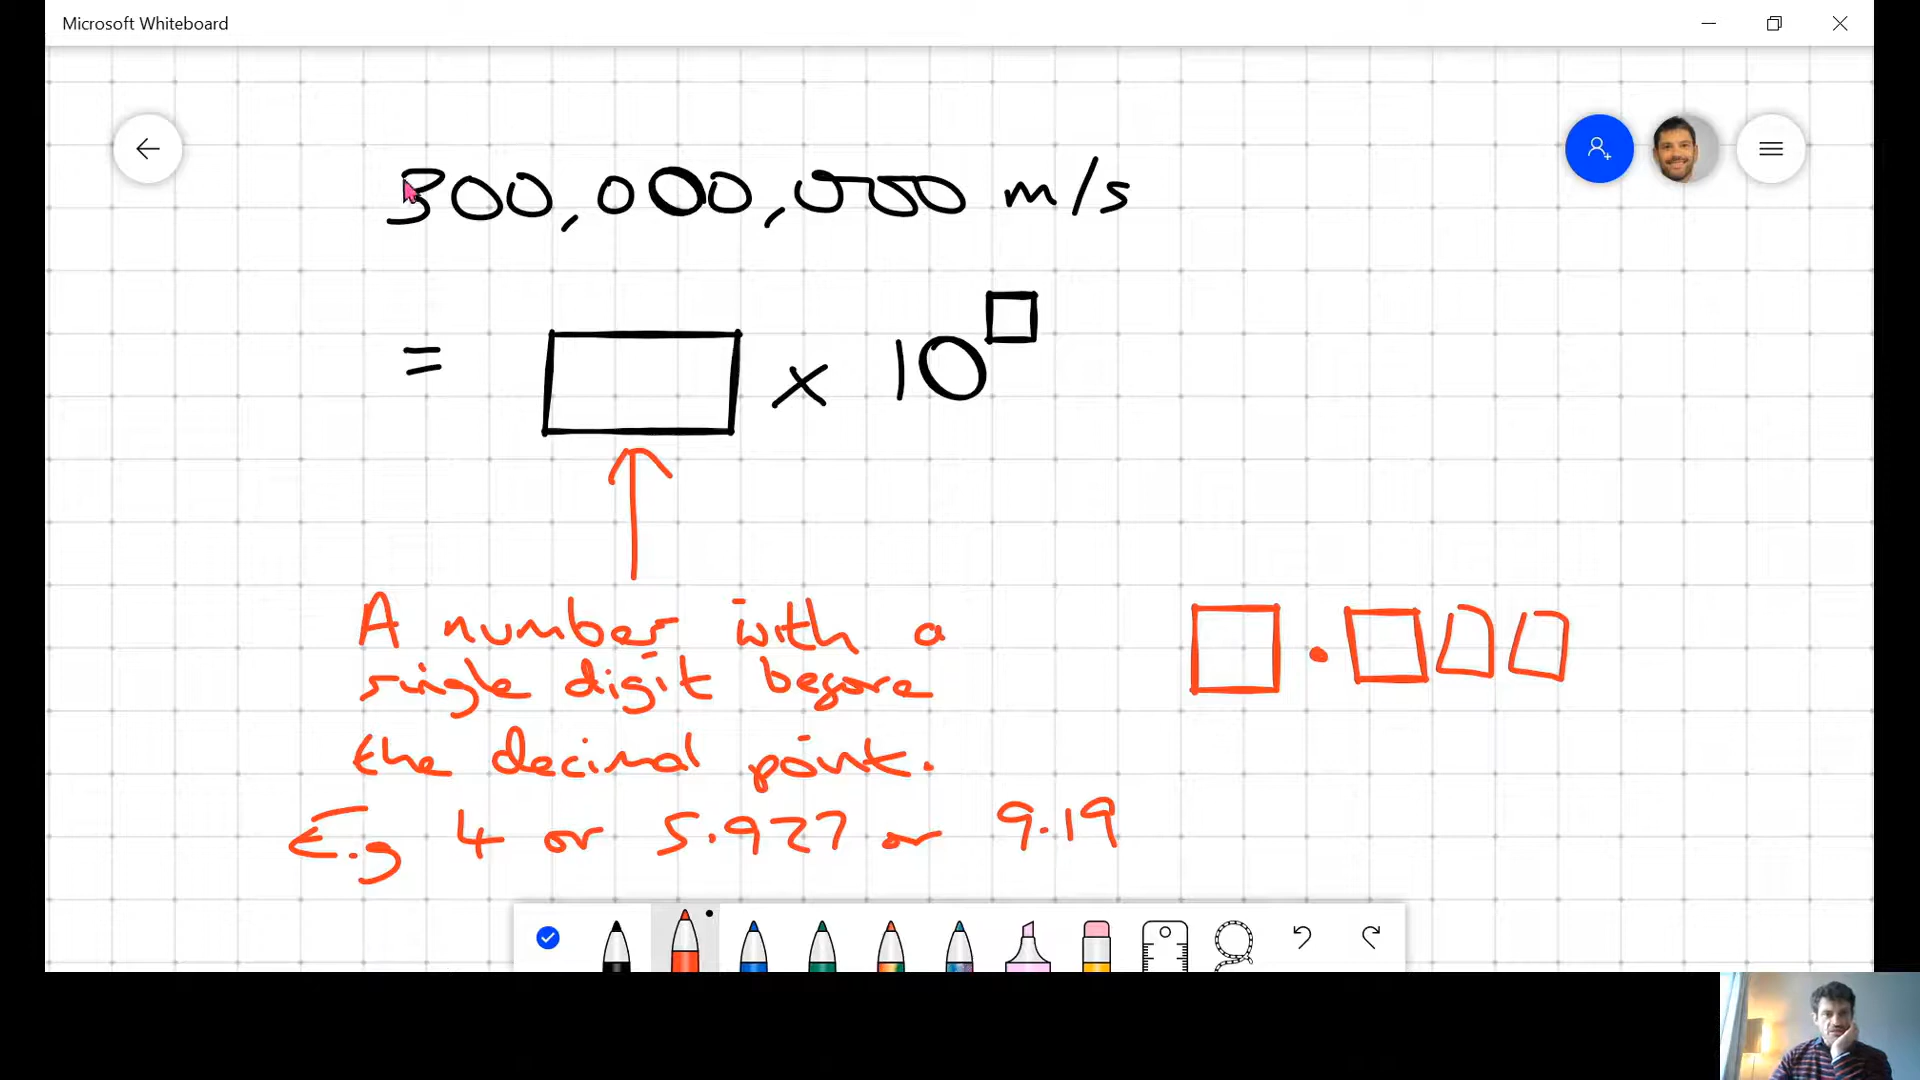 Microsoft Whiteboard
300,000,000 m/s
= × 10
A number with a
single digit before
the decimal point.
E.g 4 or 5.927 or 9.19